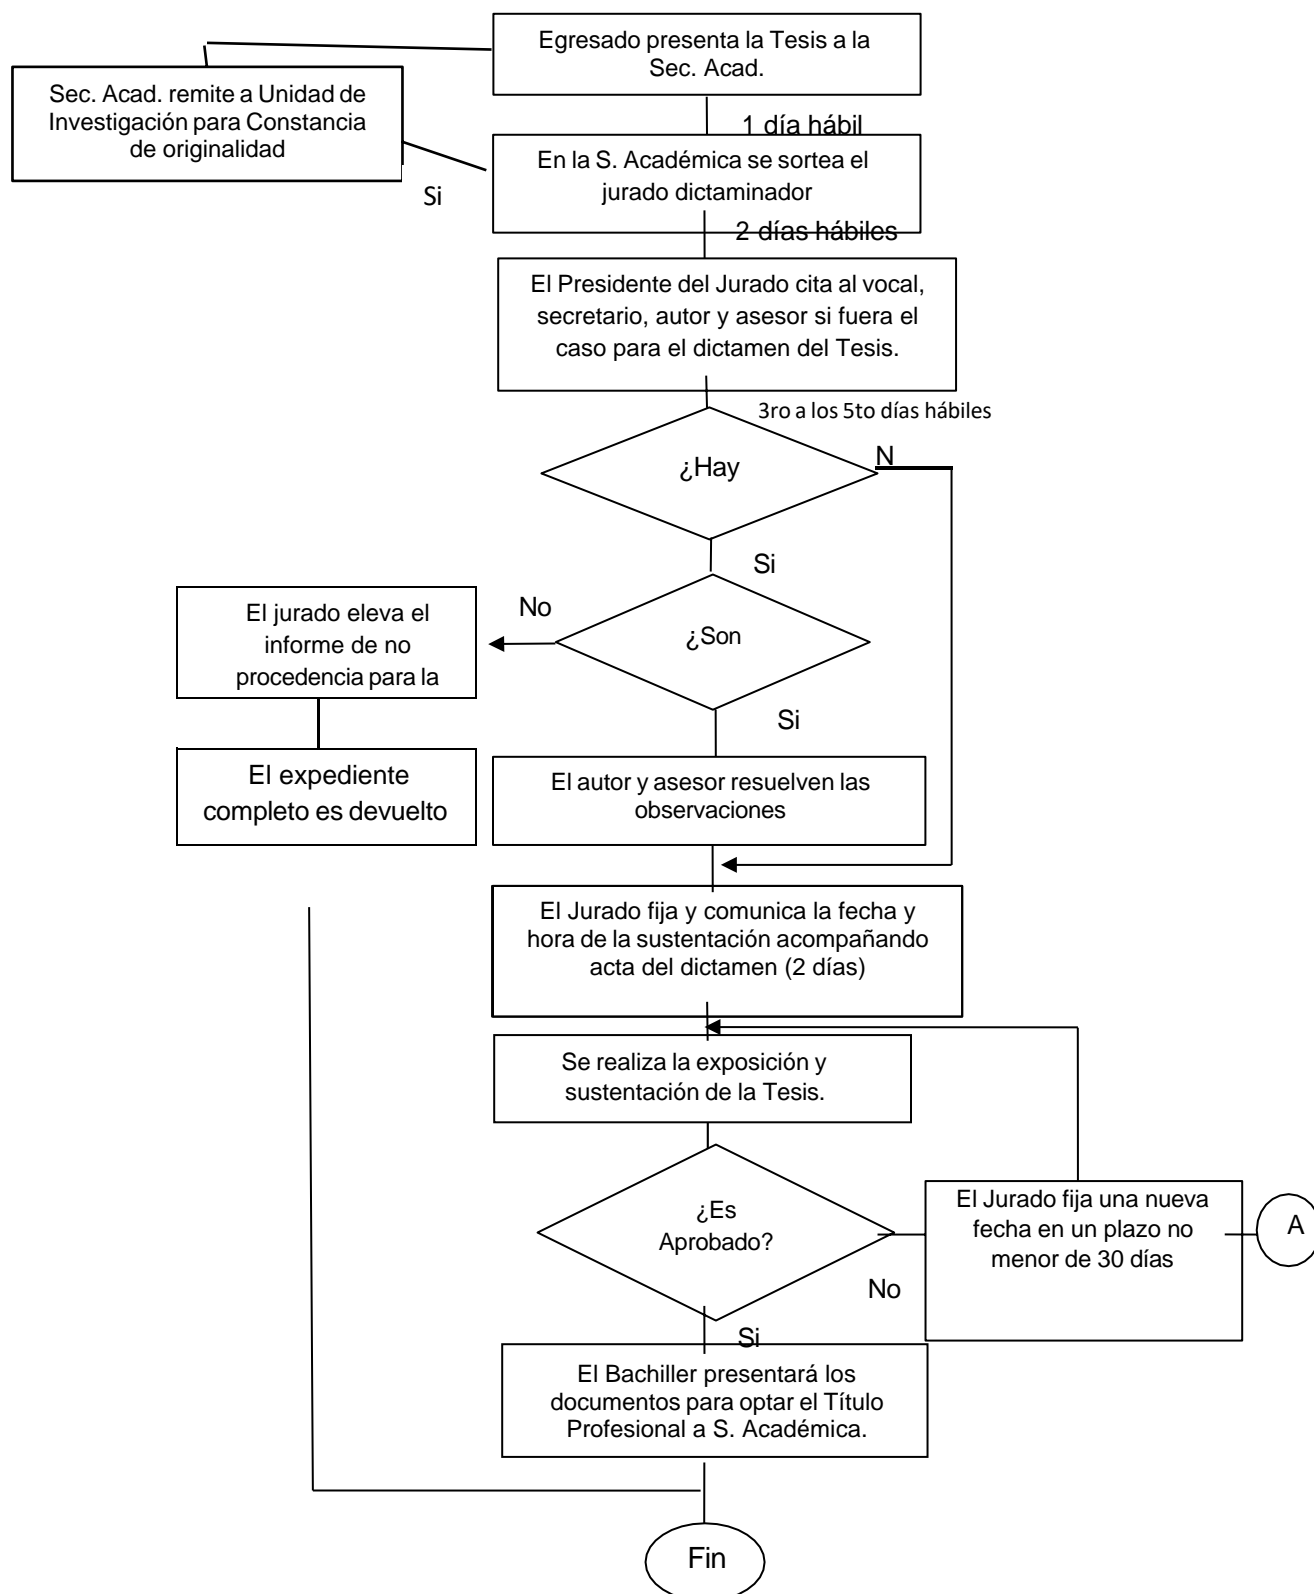 Egresado presenta la Tesis a la
Sec. Acad.
Sec. Acad. remite a Unidad de
Investigación para Constancia
de originalidad
1 día hábil
En la S. Académica se sortea el
jurado dictaminador
Si
2 días hábiles
El Presidente del Jurado cita al vocal,
secretario, autor y asesor si fuera el
caso para el dictamen del Tesis.
3ro a los 5to días hábiles
¿Hay
N
Si
No
¿Son
El jurado eleva el
informe de no
procedencia para la
Si
El expediente
completo es devuelto
El autor y asesor resuelven las
observaciones
El Jurado fija y comunica la fecha y
hora de la sustentación acompañando
acta del dictamen (2 días)
Se realiza la exposición y
sustentación de la Tesis.
¿Es
Aprobado?
El Jurado fija una nueva
fecha en un plazo no
menor de 30 días
A
No
Si
El Bachiller presentará los
documentos para optar el Título
Profesional a S. Académica.
Fin